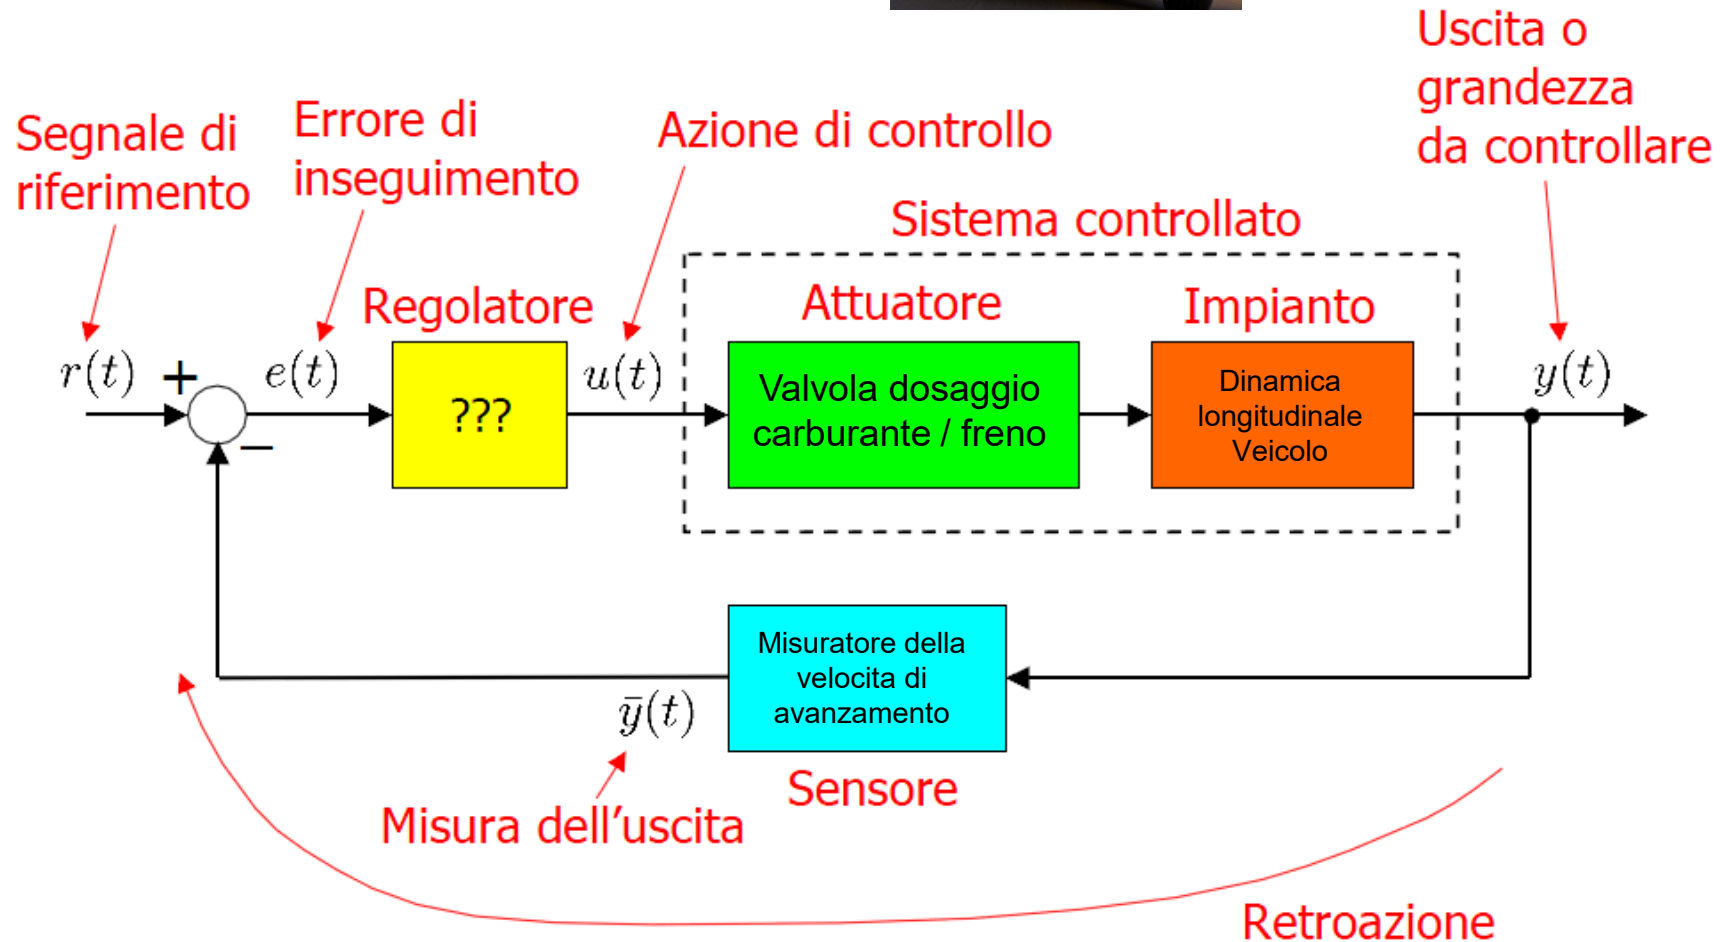 Uscita o
grandezza
da controllare
Segnale di
riferimento
Errore di
inseguimento
Azione di controllo
Sistema controllato
Regolatore
Attuatore
Impianto
r(t)
+
−
e(t)
???
u(t)
Valvola dosaggio
carburante / freno
Dinamica
longitudinale
Veicolo
y(t)
Misuratore della
velocita di
avanzamento
ȳ(t)
Sensore
Misura dell’uscita
Retroazione